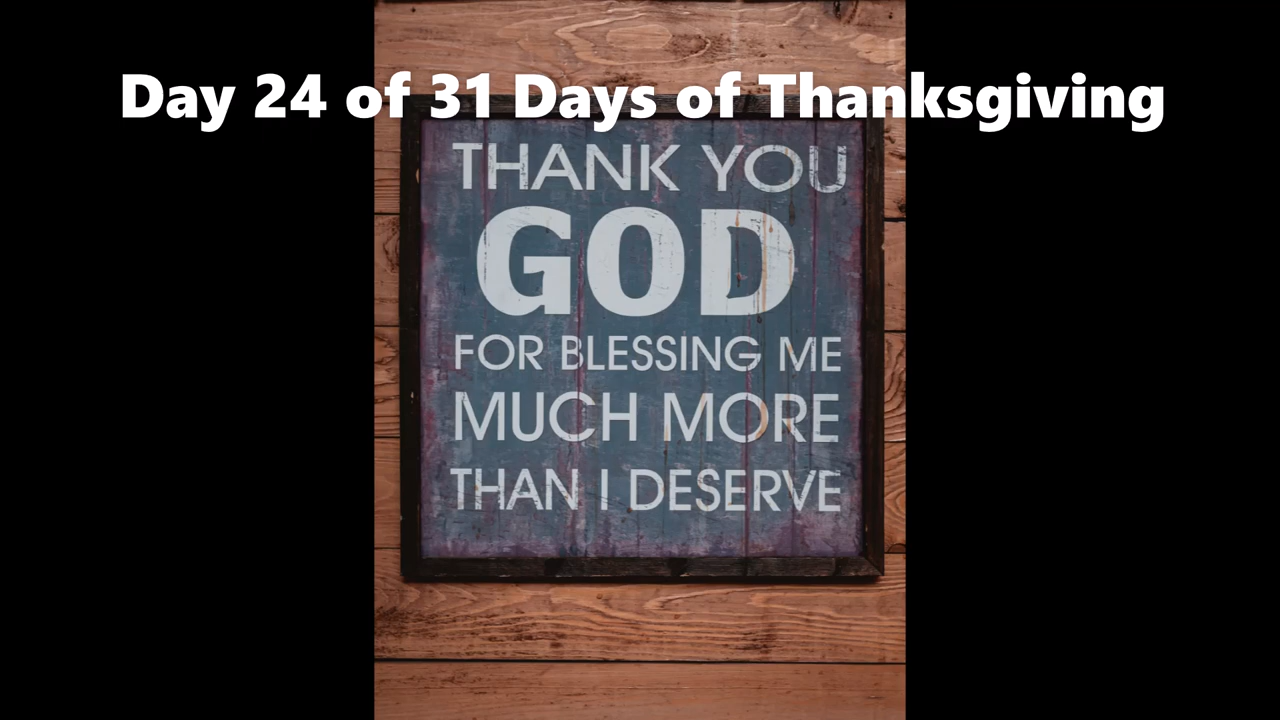 Day 24 of 31 Days of Thanksgiving
THANK YOU
GOD
FOR BLESSING ME
MUCH MORE
THAN I DESERVE